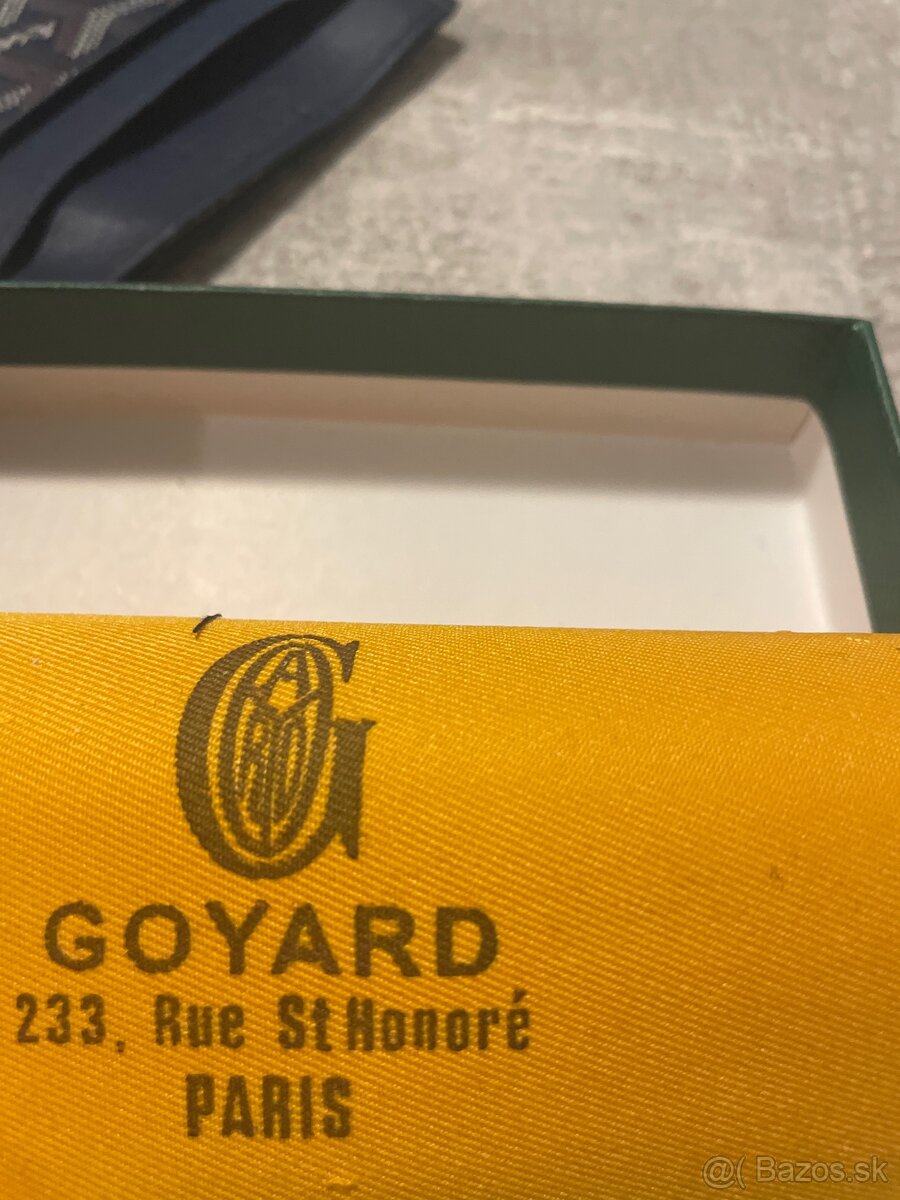 GOYARD
233, Rue St Honoré
PARIS
@( Bazos.sk